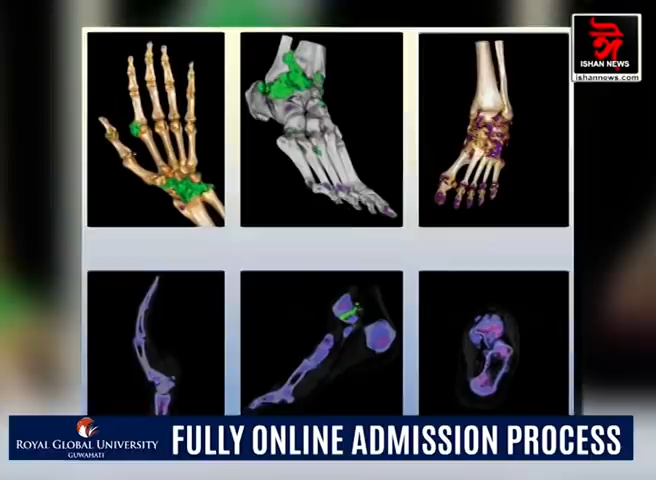 ঈ
ISHAN NEWS
ishannews.com
ROYAL GLOBAL UNIVERSITY
GUWAHATI
FULLY ONLINE ADMISSION PROCESS